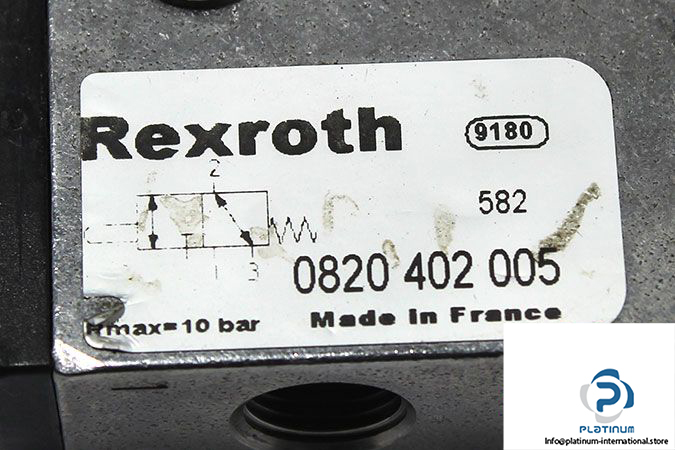 Rexroth
9180
2
582
1 3
0820 402 005
max=10 bar
Made in France
PLATINUM
Info@platinum-international.store